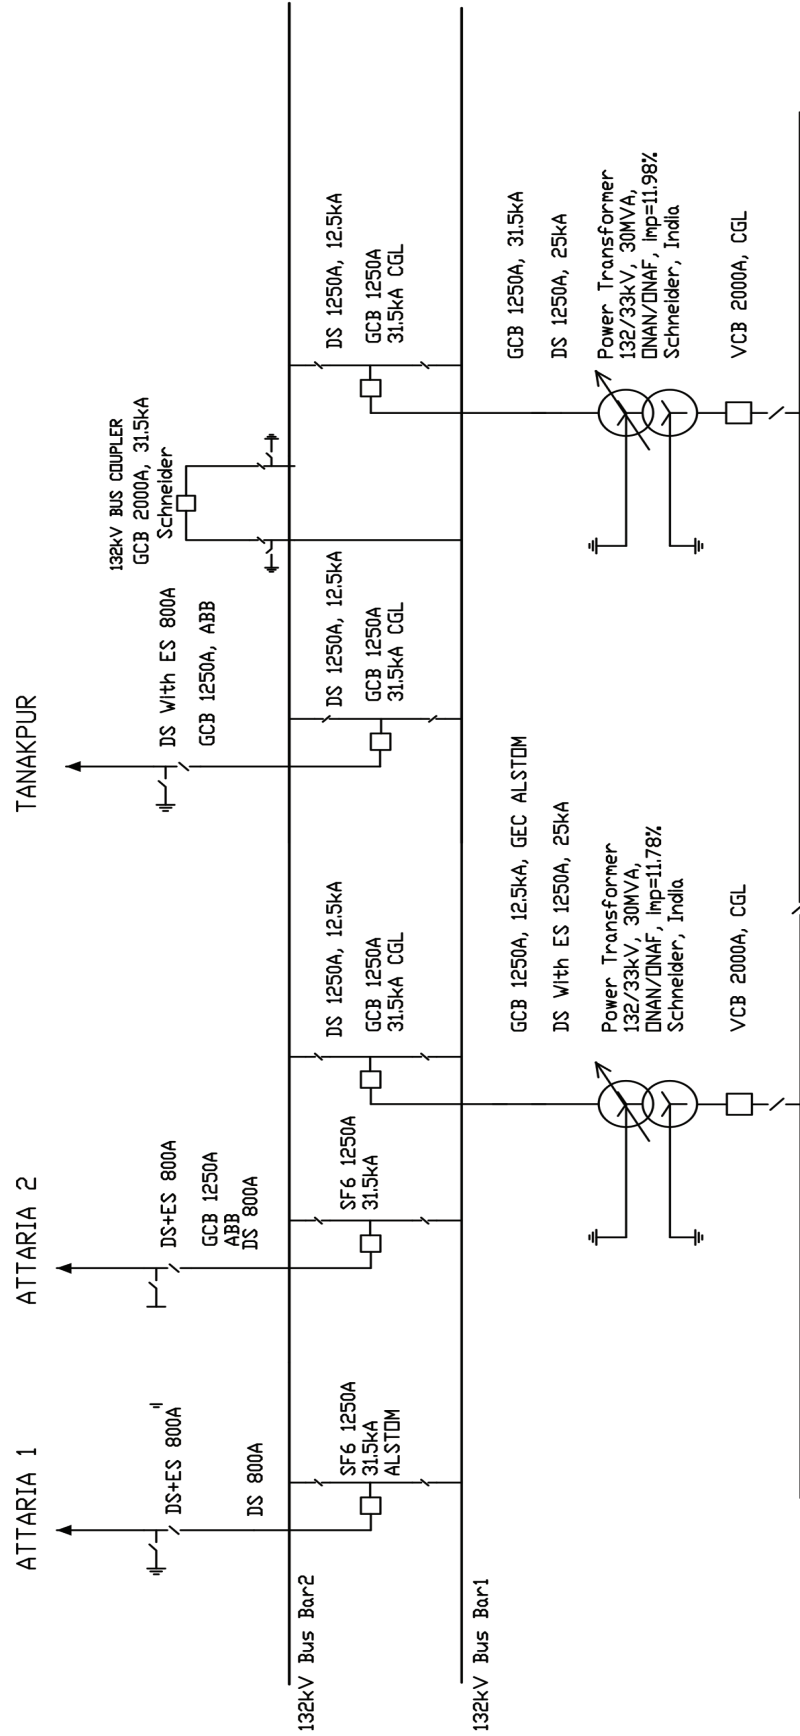 ATTARIA 1
DS+ES 800A
DS 800A
SF6 1250A
31.5kA
ALSTOM
ATTARIA 2
DS+ES 800A
GCB 1250A
ABB
DS 800A
SF6 1250A
31.5kA
DS 1250A, 12.5kA
GCB 1250A
31.5kA CGL
TANAKPUR
DS With ES 800A
GCB 1250A, ABB
DS 1250A, 12.5kA
GCB 1250A
31.5kA CGL
132kV BUS COUPLER
GCB 2000A, 31.5kA
Schneider
DS 1250A, 12.5kA
GCB 1250A
31.5kA CGL
132kV Bus Bar2
132kV Bus Bar1
GCB 1250A, 12.5kA, GEC ALSTOM
DS With ES 1250A, 25kA
Power Transformer
132/33kV, 30MVA,
ONAN/ONAF, imp=11.78%
Schneider, India
VCB 2000A, CGL
GCB 1250A, 31.5kA
DS 1250A, 25kA
Power Transformer
132/33kV, 30MVA,
ONAN/ONAF, imp=11.98%
Schneider, India
VCB 2000A, CGL